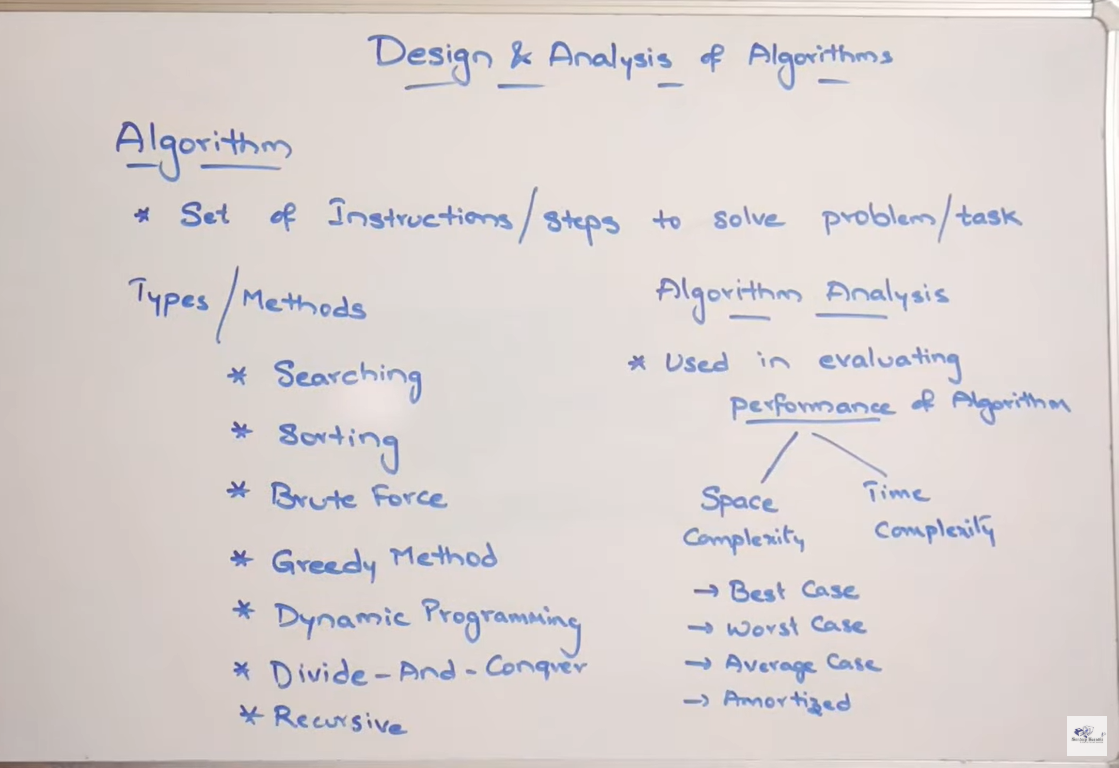 Design & Analysis of Algorithms
Algorithm
* Set of Instructions/steps to solve problem/task
Types/Methods
* Searching
* Sorting
* Brute Force
* Greedy Method
* Dynamic Programming
* Divide-And-Conquer
* Recursive
Algorithm Analysis
* Used in evaluating
performance of Algorithm
Space
Complexity
Time
Complexity
→ Best Case
→ Worst Case
→ Average Case
→ Amortized